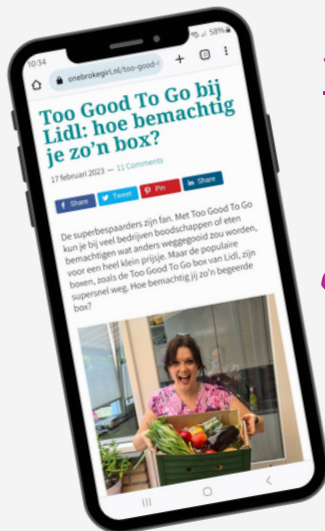 10:34
58%
onebrokegirl.nl/too-good-t
Too Good To Go bij
Lidl: hoe bemachtig
je zo'n box?
17 februari 2023 — 11 Comments
Share
Tweet
Pin
Share
De superbespaarders zijn fan. Met Too Good To Go
kun je bij veel bedrijven boodschappen of eten
bemachtigen wat anders weggegooid zou worden,
voor een heel klein prijsje. Maar de populaire
boxen, zoals de Too Good To Go box van Lidl, zijn
supersnel weg. Hoe bemachtig jij zo'n begeerde
box?